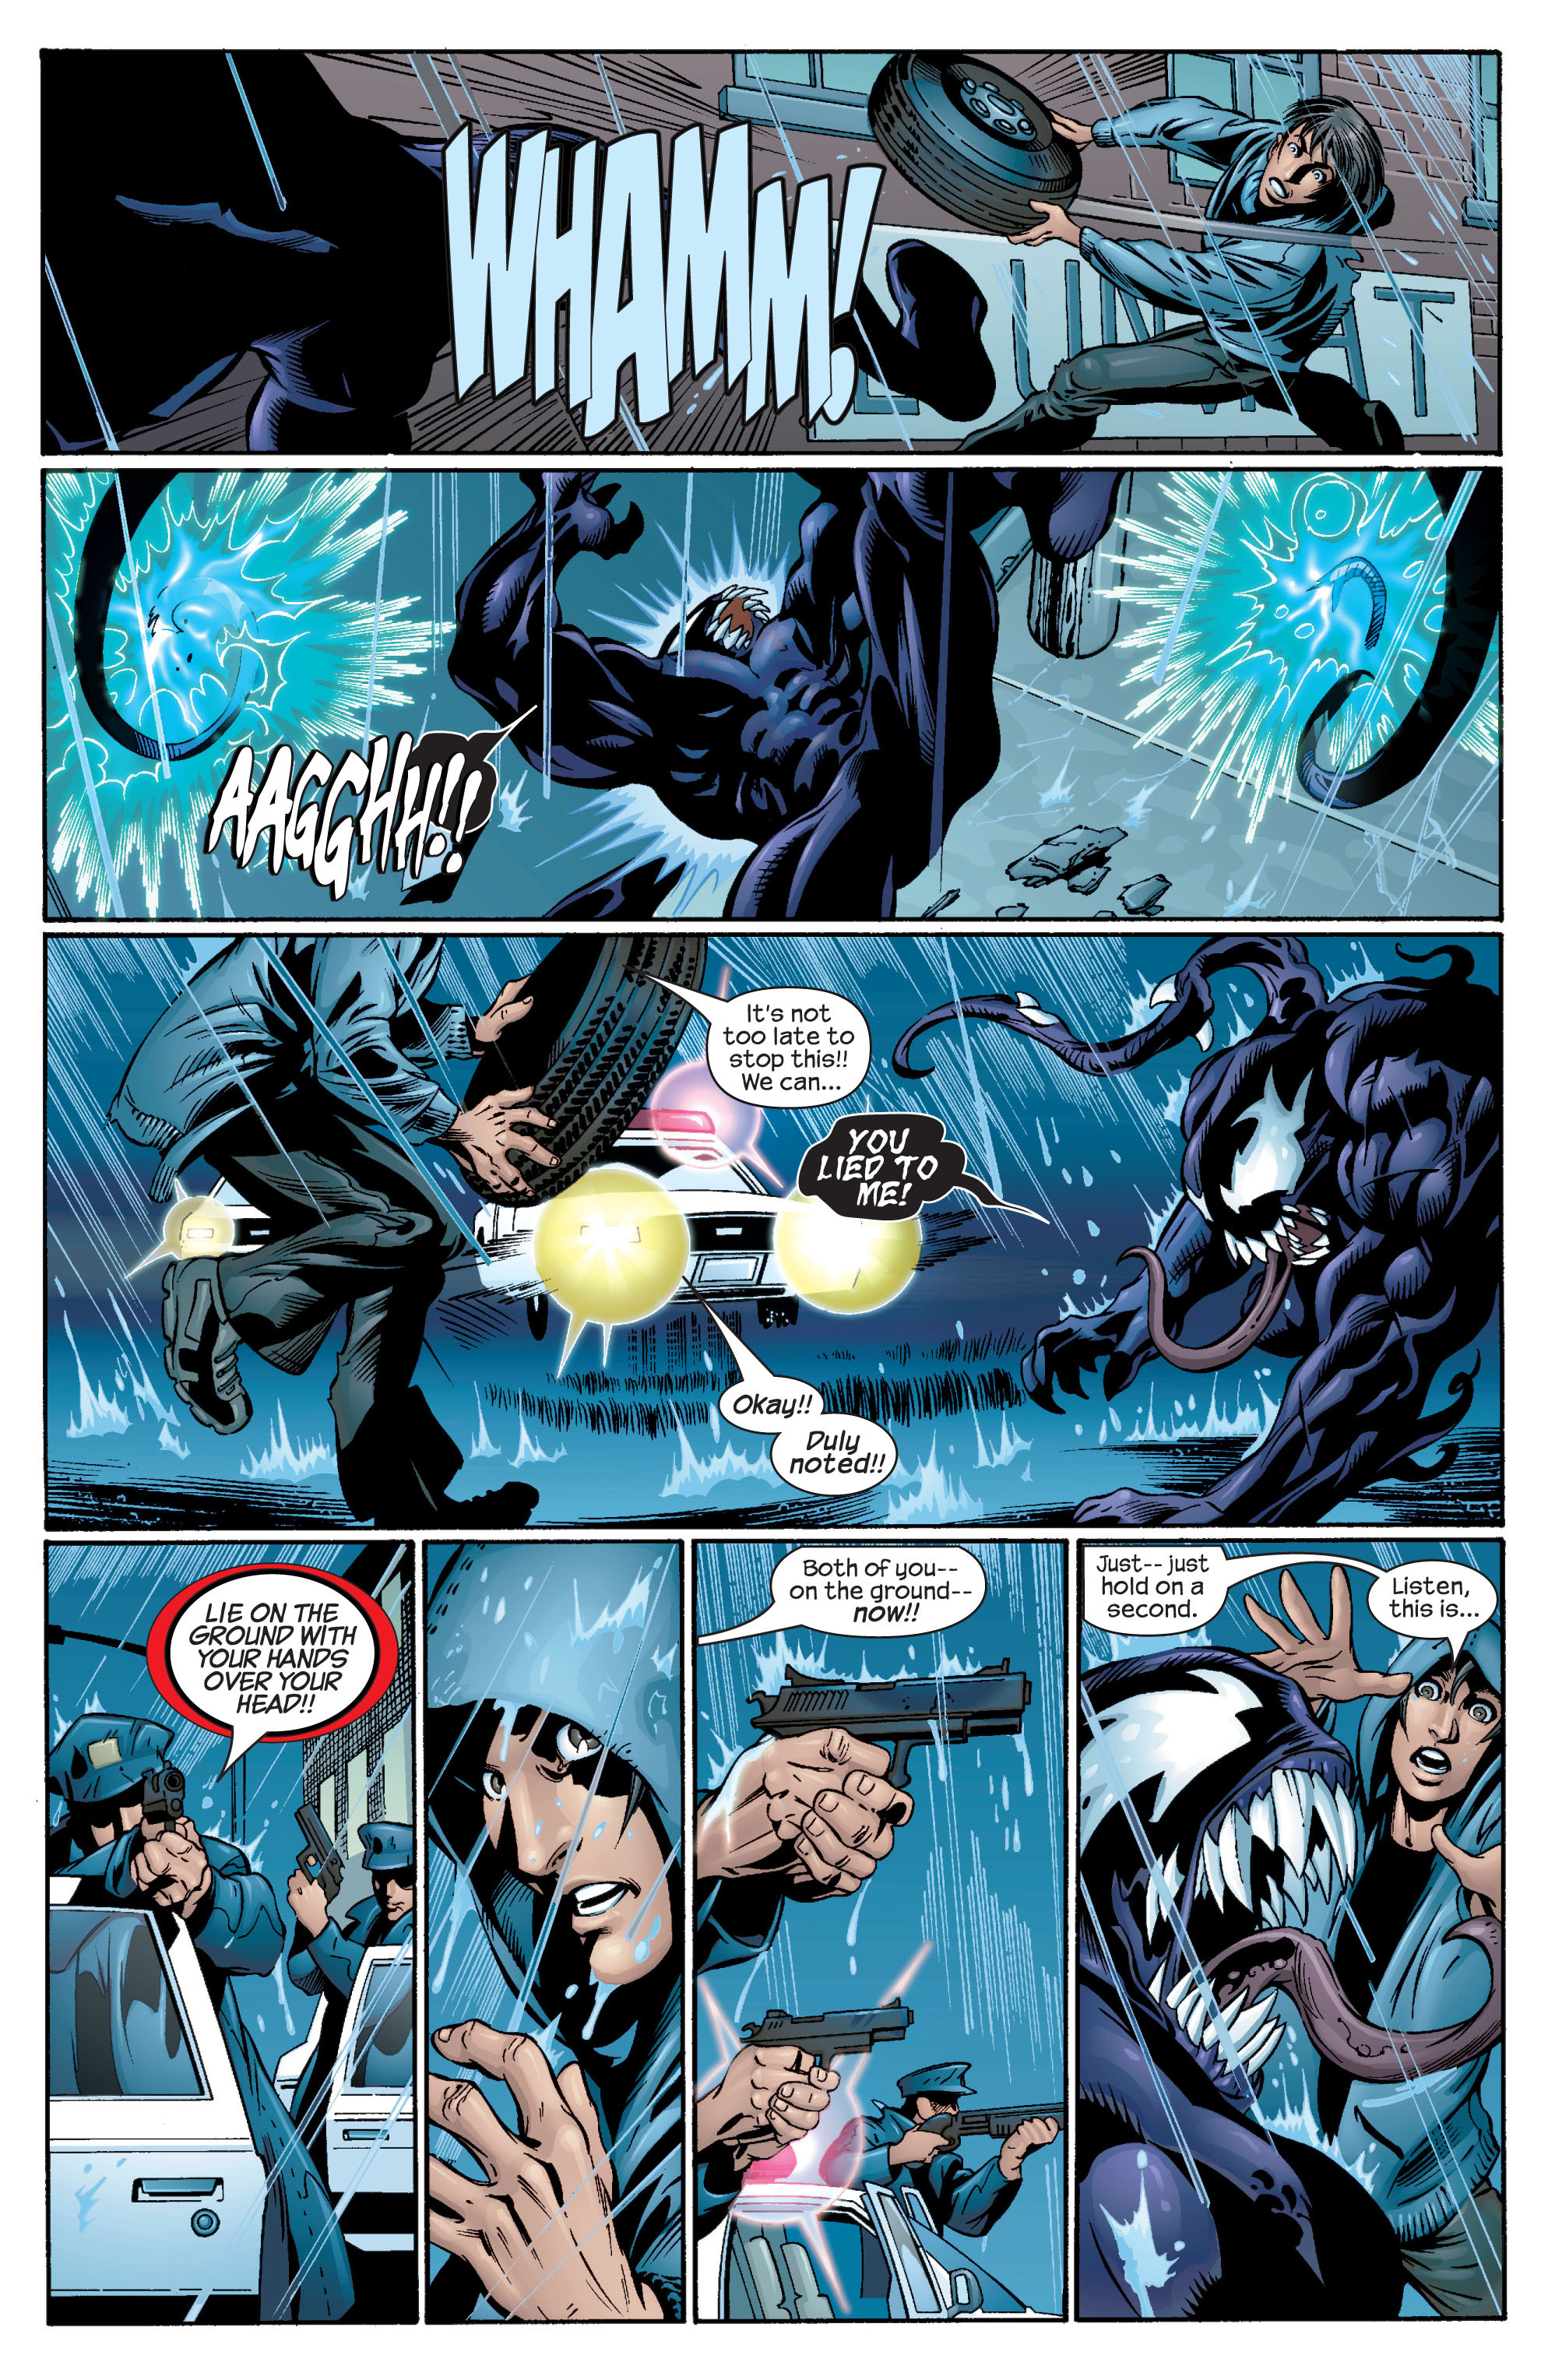 WHAMM!
LAUNMAT
AAGGHH!!
It's not
too late to
stop this!!
We can...
YOU
LIED TO
ME!
Okay!!
Duly
noted!!
LIE ON THE
GROUND WITH
YOUR HANDS
OVER YOUR
HEAD!!
Both of you--
on the ground--
now!!
Just-- just
hold on a
second.
Listen,
this is...